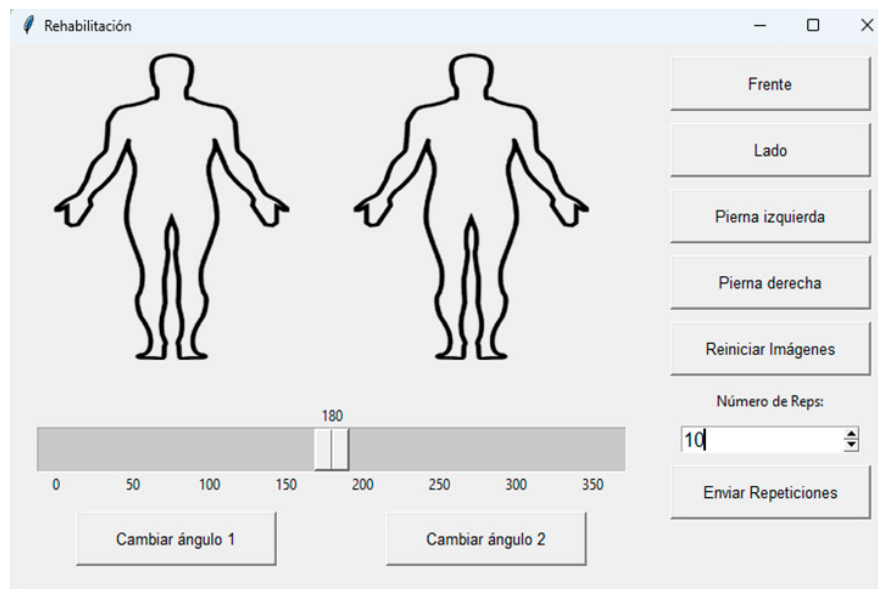 Rehabilitación
Frente
Lado
Pierna izquierda
Pierna derecha
Reiniciar Imágenes
Número de Reps:
10
Enviar Repeticiones
180
0 50 100 150 200 250 300 350
Cambiar ángulo 1 Cambiar ángulo 2